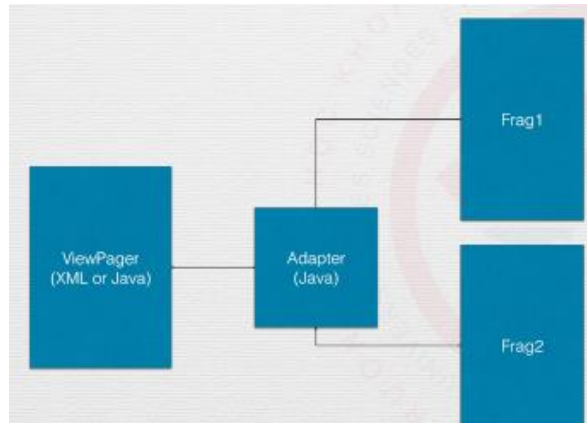 ViewPager
(XML or Java)
Adapter
(Java)
Frag1
Frag2